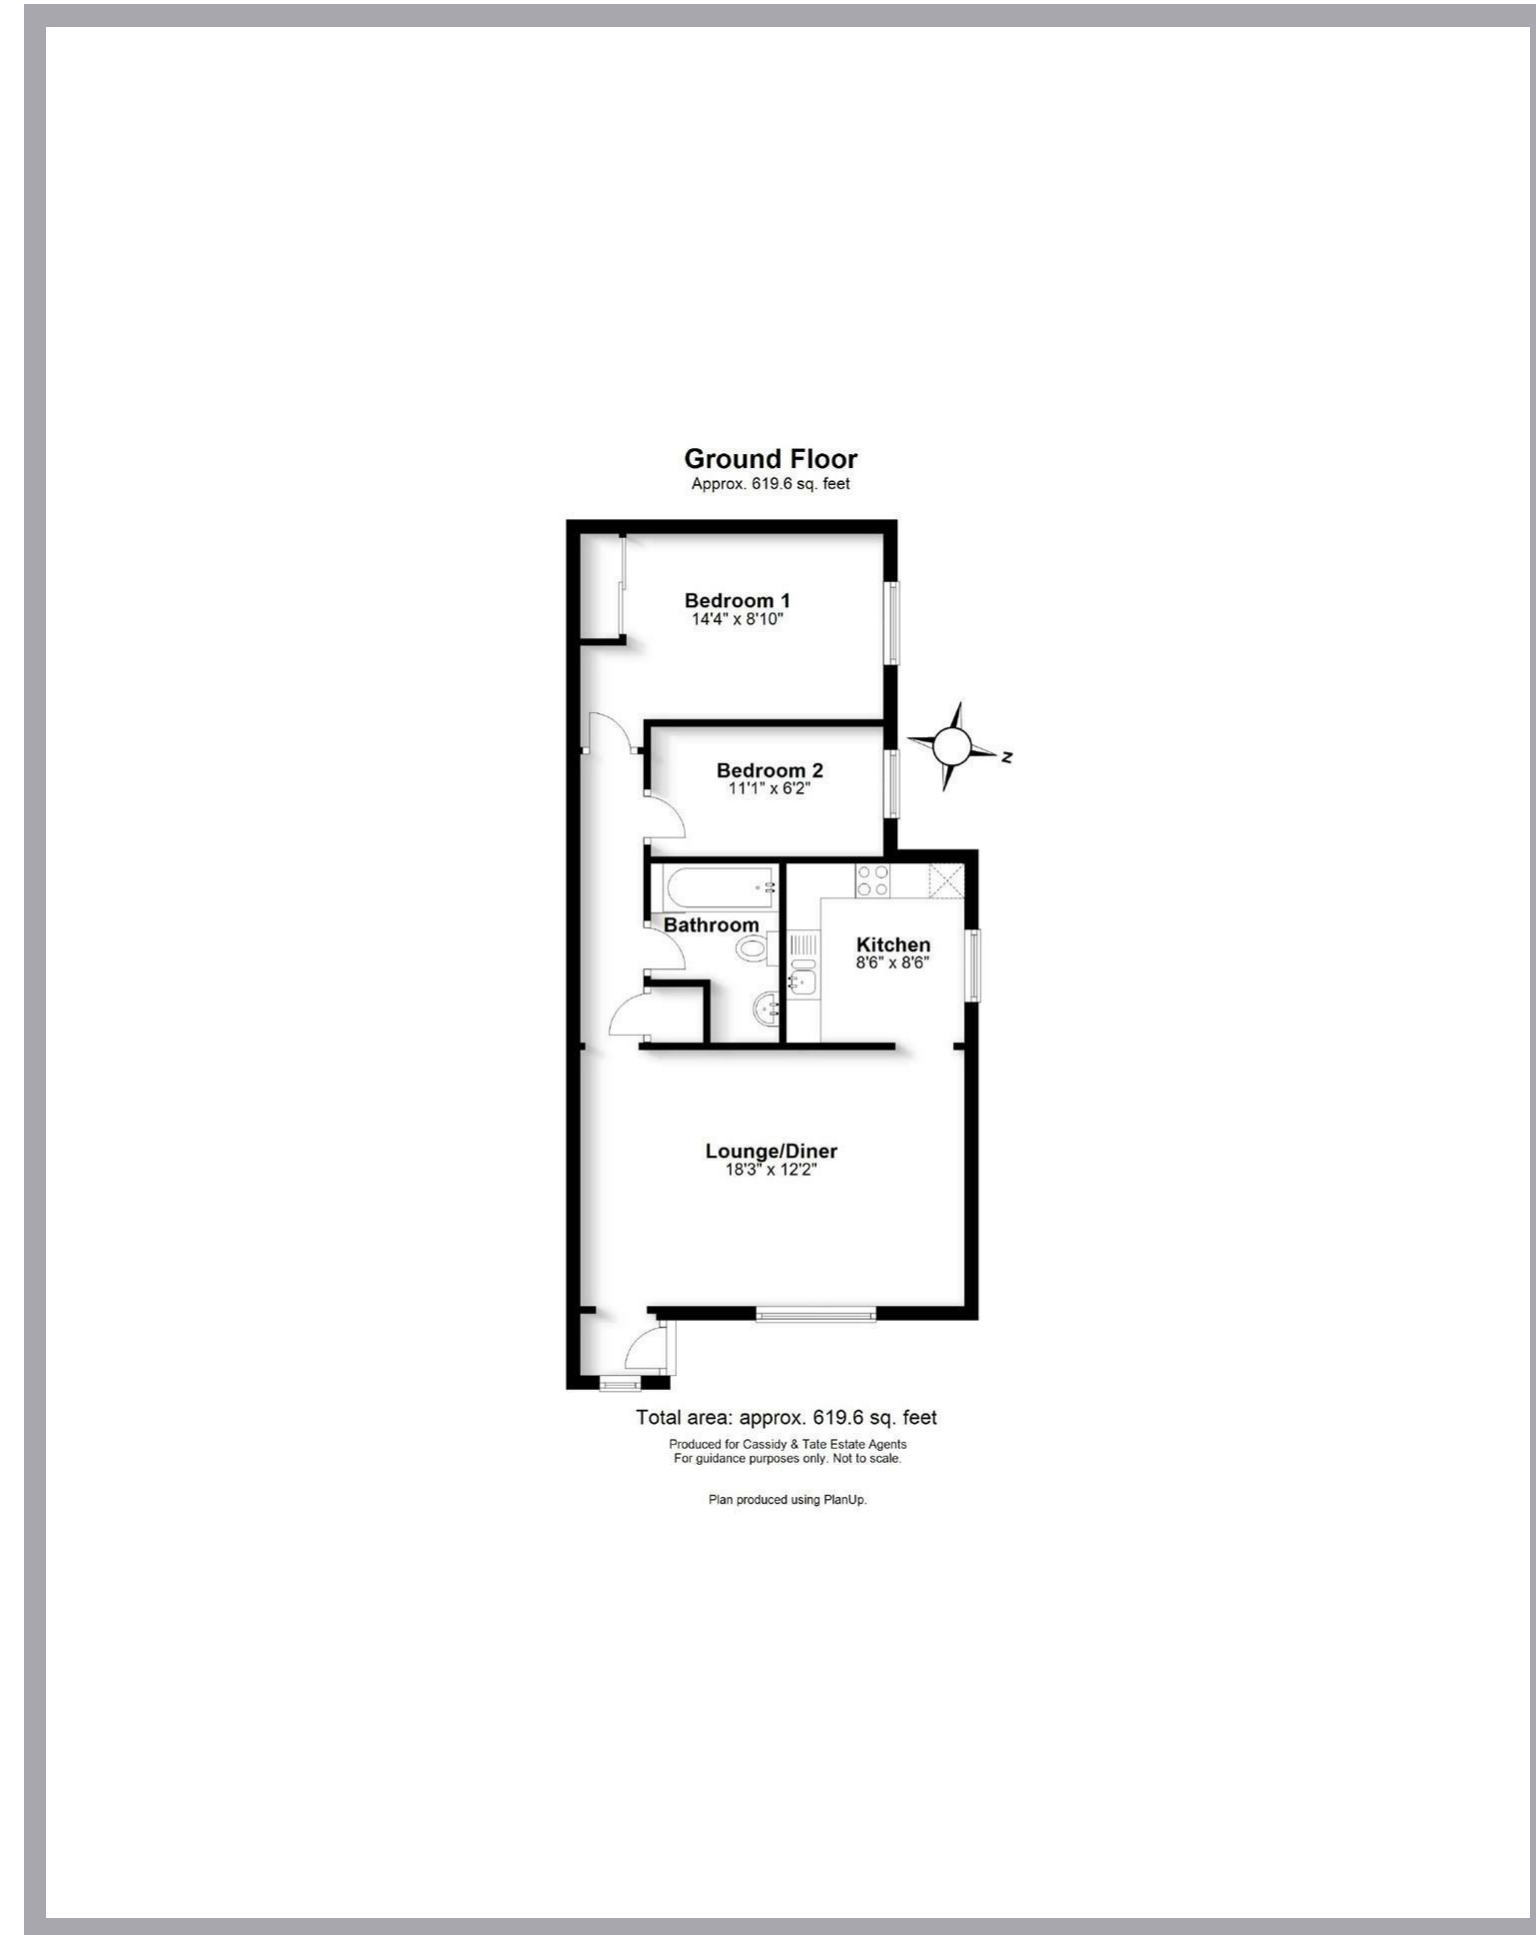 Ground Floor
Approx. 619.6 sq. feet
Bedroom 1
14'4" x 8'10"
N
Bedroom 2
11'1" x 6'2"
Bathroom
Kitchen
8'6" x 8'6"
Lounge/Diner
18'3" x 12'2"
Total area: approx. 619.6 sq. feet
Produced for Cassidy & Tate Estate Agents
For guidance purposes only. Not to scale.
Plan produced using PlanUp.